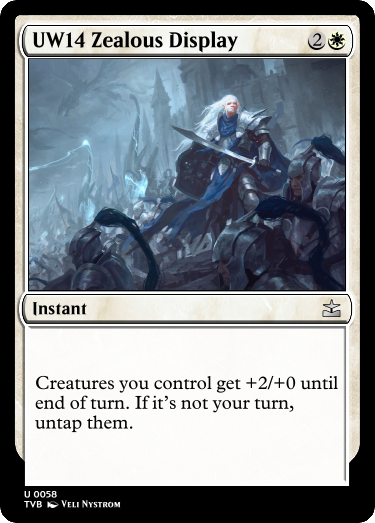 UW14 Zealous Display 2
Instant
Creatures you control get +2/+0 until
end of turn. If it's not your turn,
untap them.
U 0058
TVB Veli Nystrom